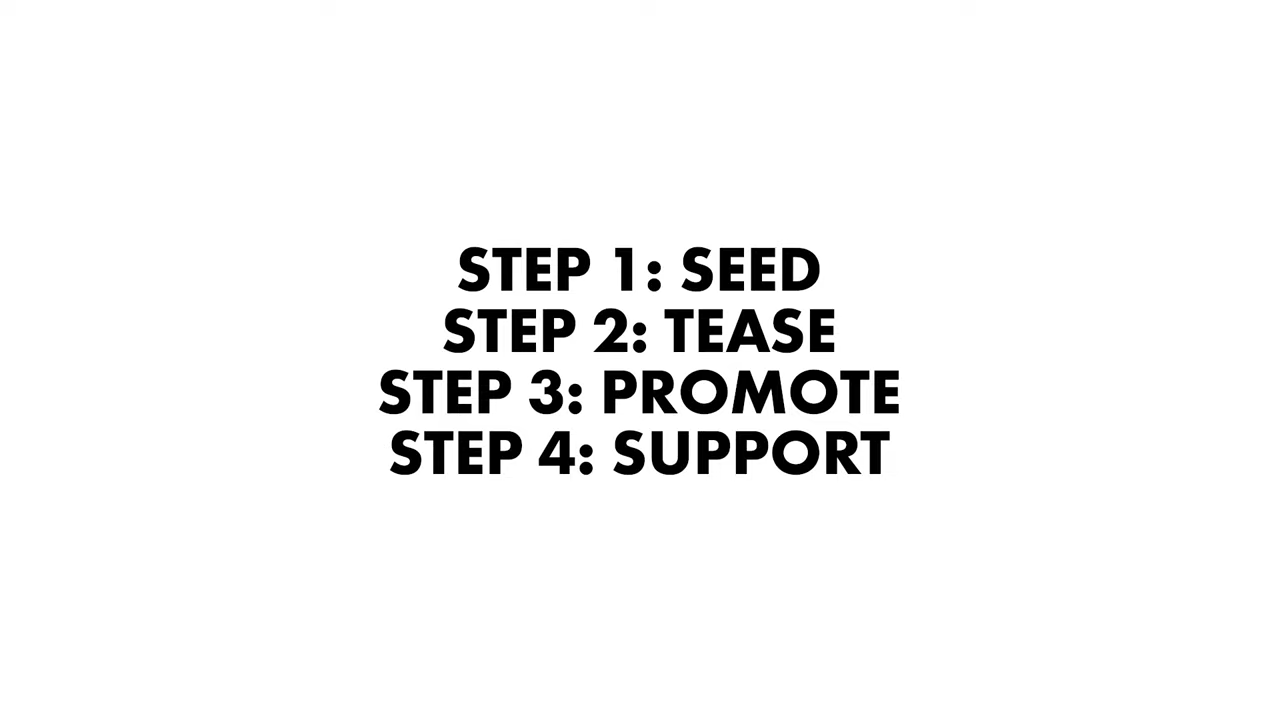 STEP 1: SEED
STEP 2: TEASE
STEP 3: PROMOTE
STEP 4: SUPPORT